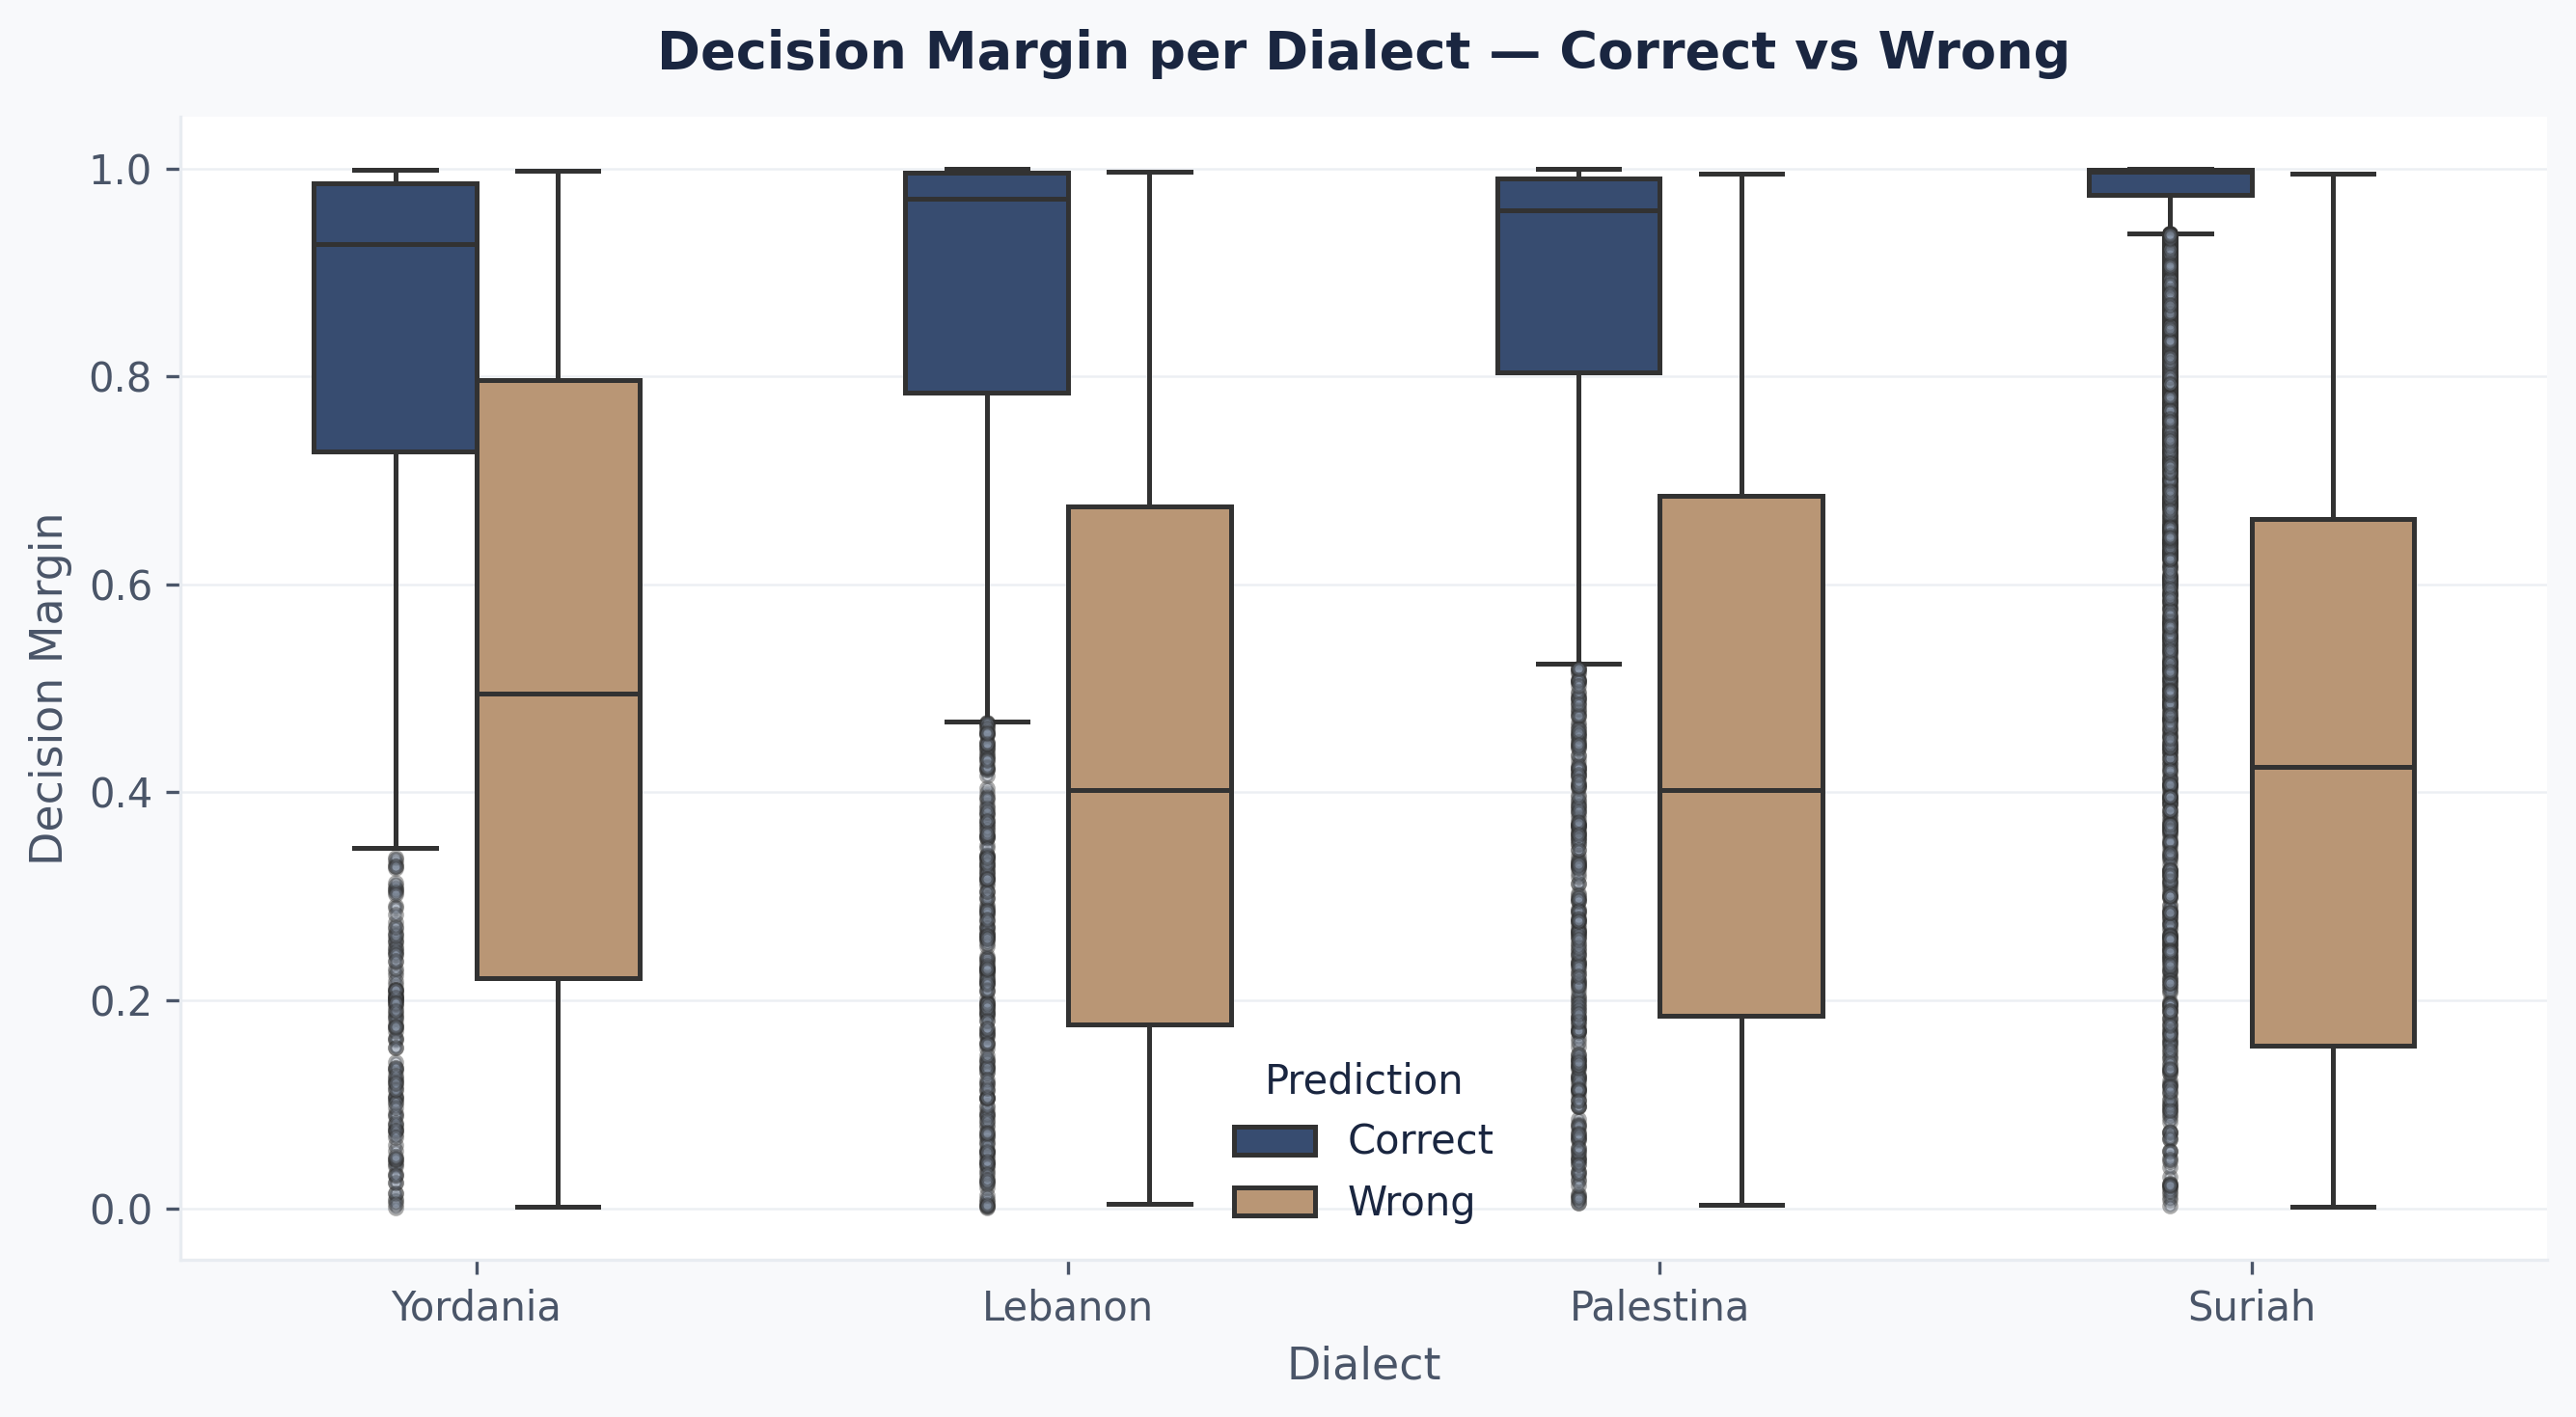 Decision Margin per Dialect — Correct vs Wrong
Decision Margin
1.0
0.8
0.6
0.4
0.2
0.0
Prediction
Correct
Wrong
Yordania
Lebanon
Palestina
Suriah
Dialect